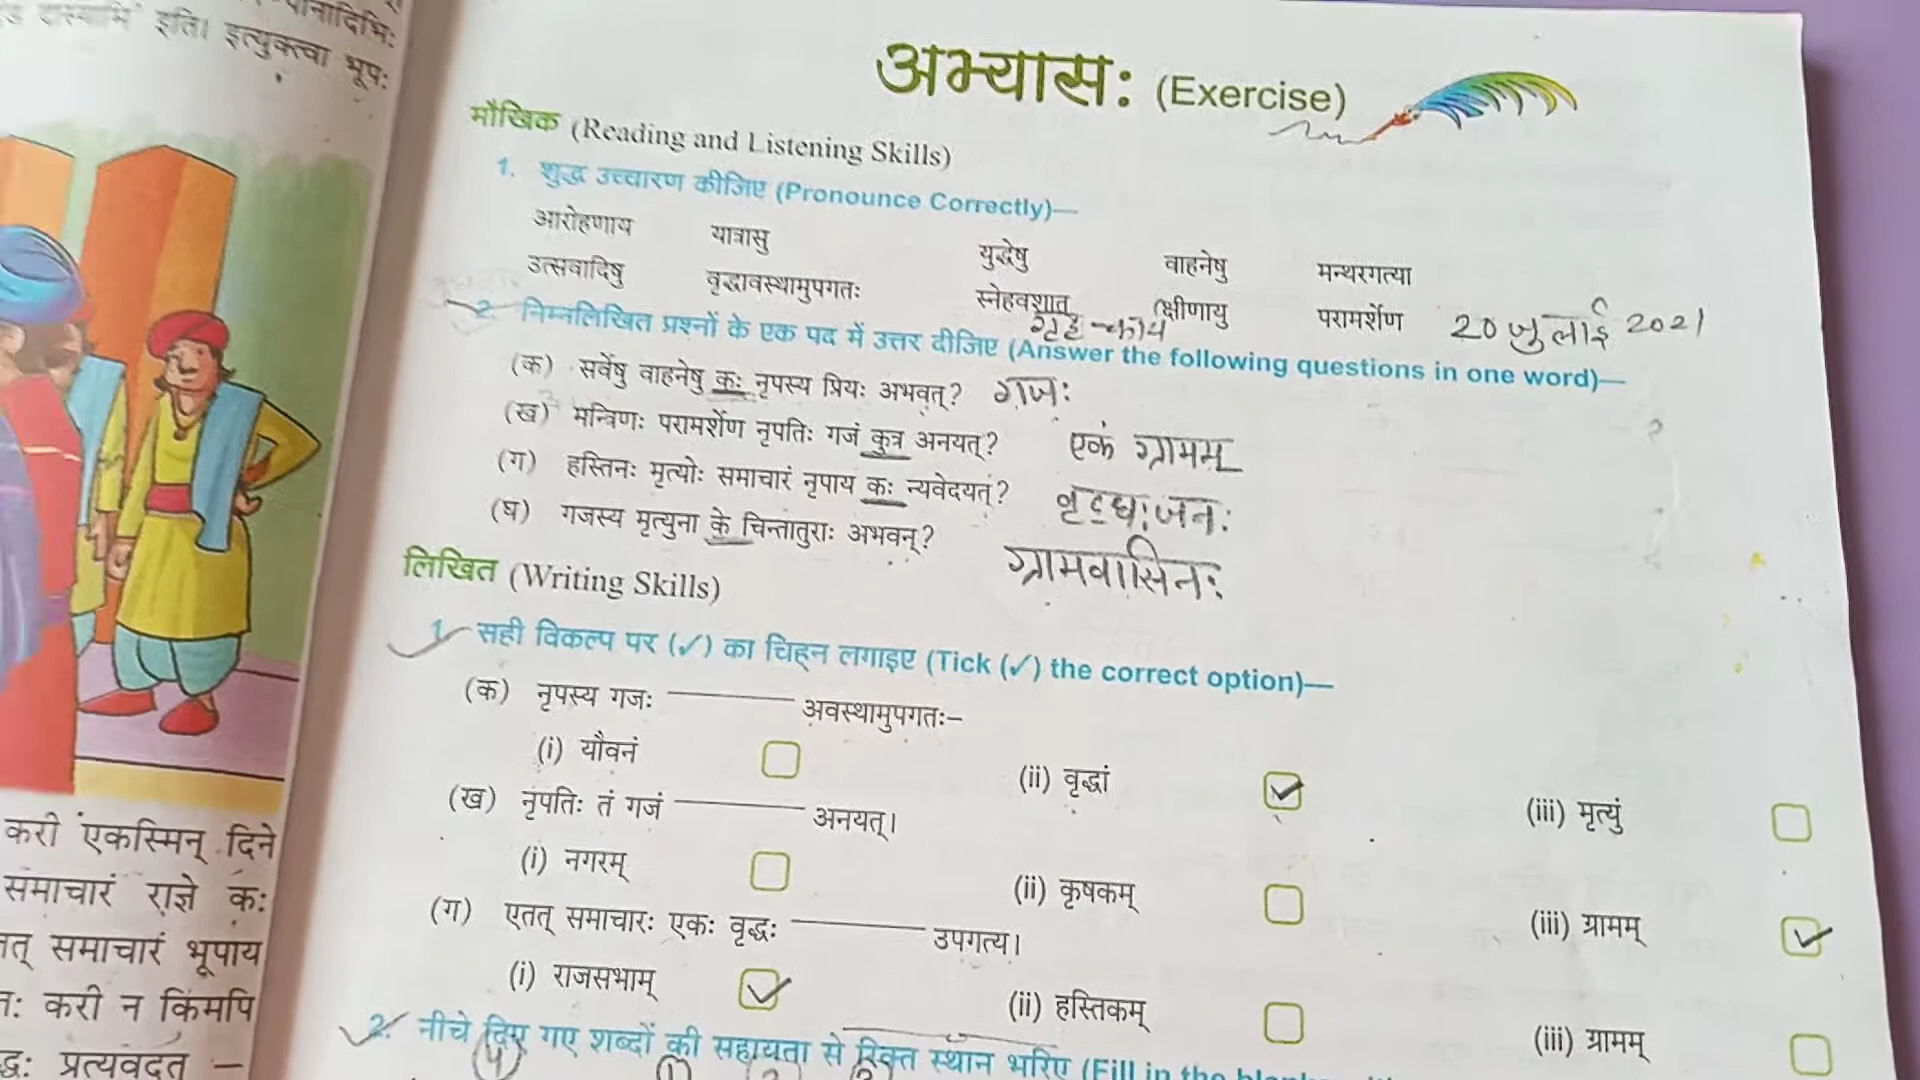 इति। इत्युक्त्वा भूपः
अभ्यासः (Exercise)
मौखिक (Reading and Listening Skills)
1. शुद्ध उच्चारण कीजिए (Pronounce Correctly)—
आरोहणाय यात्रासु युद्धेषु वाहनेषु मन्थरगत्या
उत्सवादिषु वृद्धावस्थामुपगतः स्नेहवशात् क्षीणायु परामर्शेण
गृह-कार्य 20 जुलाई 2021
2. निम्नलिखित प्रश्नों के एक पद में उत्तर दीजिए (Answer the following questions in one word)—
(क) सर्वेषु वाहनेषु कः नृपस्य प्रियः अभवत्? गजः
(ख) मन्त्रिणः परामर्शेण नृपतिः गजं कुत्र अनयत्? एकं ग्रामम्
(ग) हस्तिनः मृत्योः समाचारं नृपाय कः न्यवेदयत्? वृद्धःजनः
(घ) गजस्य मृत्युना के चिन्तातुराः अभवन्? ग्रामवासिनः
लिखित (Writing Skills)
1. सही विकल्प पर (✓) का चिह्न लगाइए (Tick (✓) the correct option)—
(क) नृपस्य गजः ——— अवस्थामुपगतः–
(i) यौवनं (ii) वृद्धां ✓ (iii) मृत्युं
(ख) नृपतिः तं गजं ——— अनयत्।
(i) नगरम् (ii) कृषकम् (iii) ग्रामम् ✓
(ग) एतत् समाचारः एकः वृद्धः ——— उपगत्य।
(i) राजसभाम् ✓ (ii) हस्तिकम् (iii) ग्रामम्
2. नीचे दिए गए शब्दों की सहायता से रिक्त स्थान भरिए (Fill in the
करी एकस्मिन् दिने
समाचारं राज्ञे कः
समाचारं भूपाय
करी न किमपि
प्रत्यवदत् –